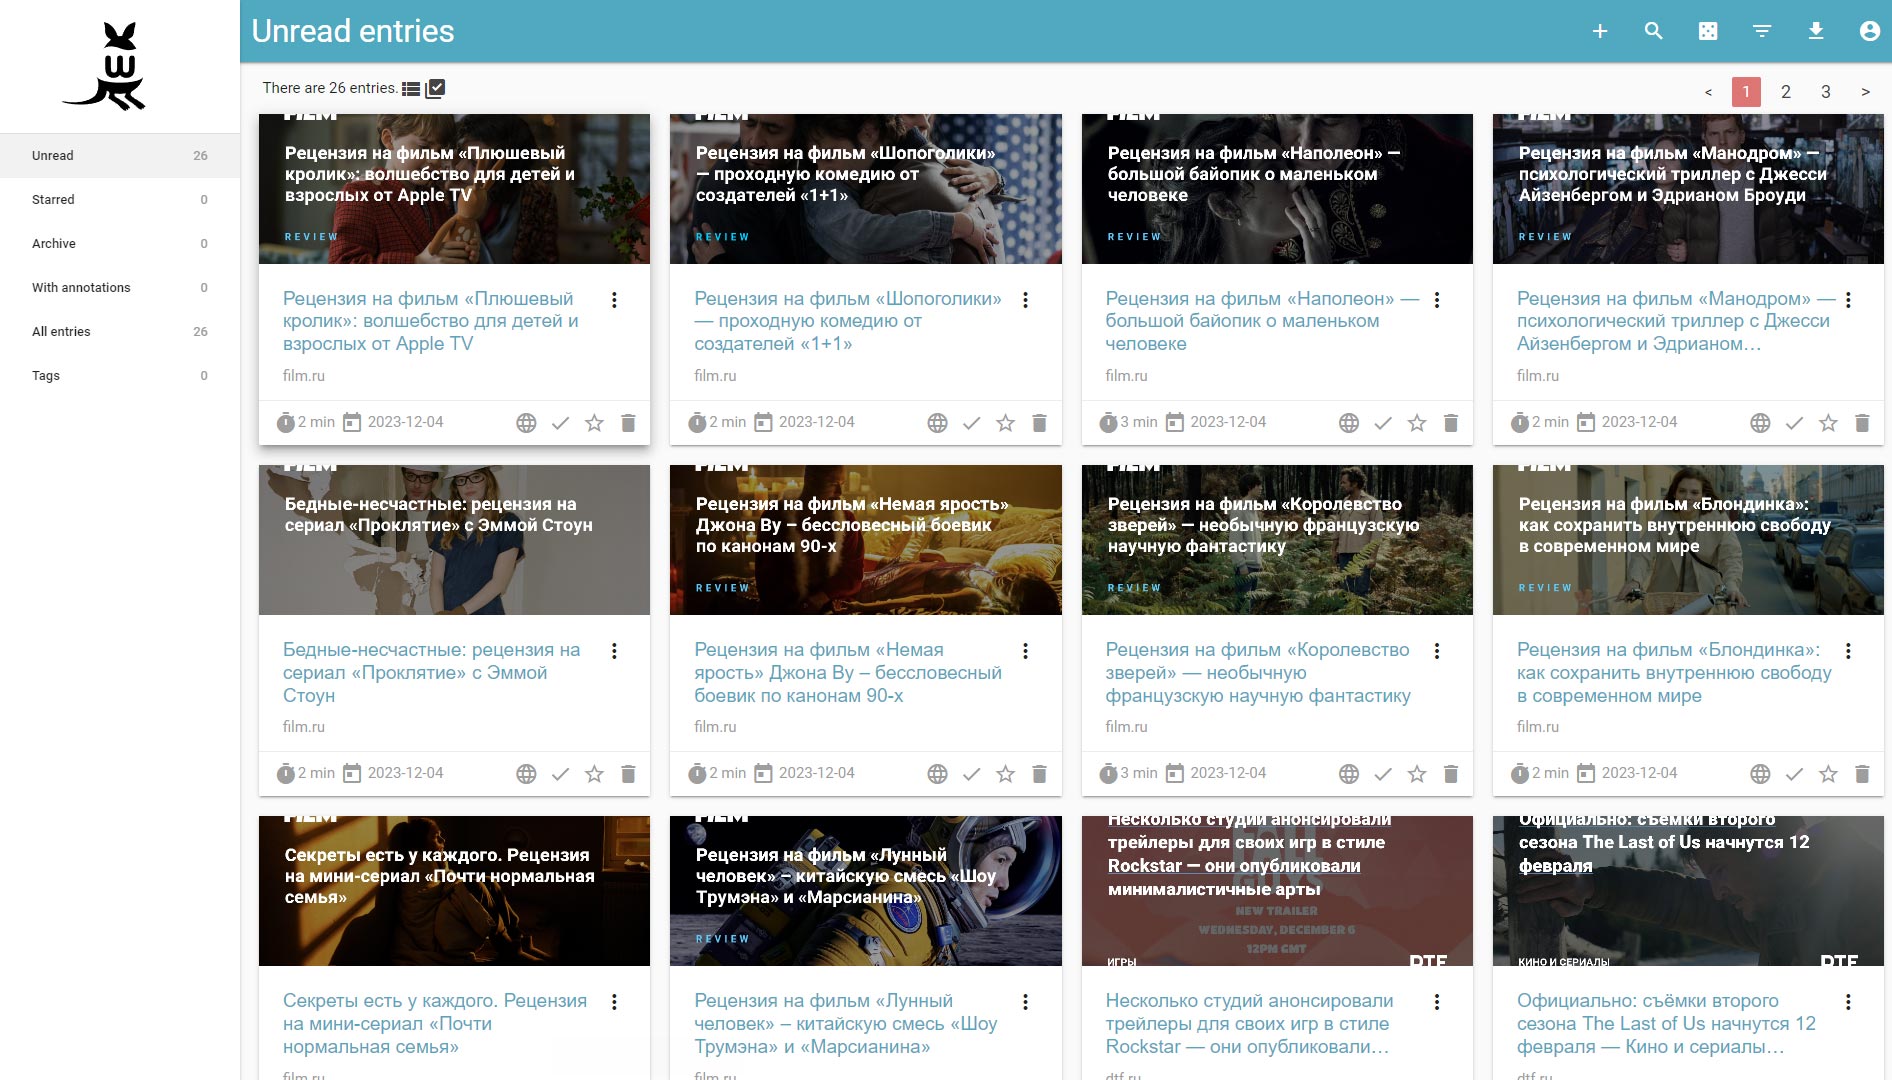 w
Unread entries
There are 26 entries.
< 1 2 3 >
Unread 26
Starred 0
Archive 0
With annotations 0
All entries 26
Tags 0
FILM
Рецензия на фильм «Плюшевый
кролик»: волшебство для детей и
взрослых от Apple TV
REVIEW
Рецензия на фильм «Плюшевый
кролик»: волшебство для детей и
взрослых от Apple TV
film.ru
2 min 2023-12-04
FILM
Рецензия на фильм «Шопоголики»
— проходную комедию от
создателей «1+1»
REVIEW
Рецензия на фильм «Шопоголики»
— проходную комедию от
создателей «1+1»
film.ru
2 min 2023-12-04
FILM
Рецензия на фильм «Наполеон» —
большой байопик о маленьком
человеке
REVIEW
Рецензия на фильм «Наполеон» —
большой байопик о маленьком
человеке
film.ru
3 min 2023-12-04
FILM
Рецензия на фильм «Манодром» —
психологический триллер с Джесси
Айзенбергом и Эдрианом Броуди
REVIEW
Рецензия на фильм «Манодром» —
психологический триллер с Джесси
Айзенбергом и Эдрианом…
film.ru
2 min 2023-12-04
FILM
Бедные-несчастные: рецензия на
сериал «Проклятие» с Эммой Стоун
Бедные-несчастные: рецензия на
сериал «Проклятие» с Эммой
Стоун
film.ru
2 min 2023-12-04
FILM
Рецензия на фильм «Немая ярость»
Джона Ву – бессловесный боевик
по канонам 90-х
REVIEW
Рецензия на фильм «Немая
ярость» Джона Ву – бессловесный
боевик по канонам 90-х
film.ru
2 min 2023-12-04
FILM
Рецензия на фильм «Королевство
зверей» — необычную французскую
научную фантастику
REVIEW
Рецензия на фильм «Королевство
зверей» — необычную
французскую научную фантастику
film.ru
3 min 2023-12-04
FILM
Рецензия на фильм «Блондинка»:
как сохранить внутреннюю свободу
в современном мире
REVIEW
Рецензия на фильм «Блондинка»:
как сохранить внутреннюю свободу
в современном мире
film.ru
2 min 2023-12-04
FILM
Секреты есть у каждого. Рецензия
на мини-сериал «Почти нормальная
семья»
Секреты есть у каждого. Рецензия
на мини-сериал «Почти
нормальная семья»
film.ru
FILM
Рецензия на фильм «Лунный
человек» – китайскую смесь «Шоу
Трумэна» и «Марсианина»
REVIEW
Рецензия на фильм «Лунный
человек» – китайскую смесь «Шоу
Трумэна» и «Марсианина»
film.ru
Несколько студий анонсировали
трейлеры для своих игр в стиле
Rockstar — они опубликовали
минималистичные арты
NEW TRAILER
WEDNESDAY, DECEMBER 6
12PM GMT
ИГРЫ
DTF
Несколько студий анонсировали
трейлеры для своих игр в стиле
Rockstar — они опубликовали…
dtf.ru
Официально: съёмки второго
сезона The Last of Us начнутся 12
февраля
КИНО И СЕРИАЛЫ
DTF
Официально: съёмки второго
сезона The Last of Us начнутся 12
февраля — Кино и сериалы…
dtf.ru